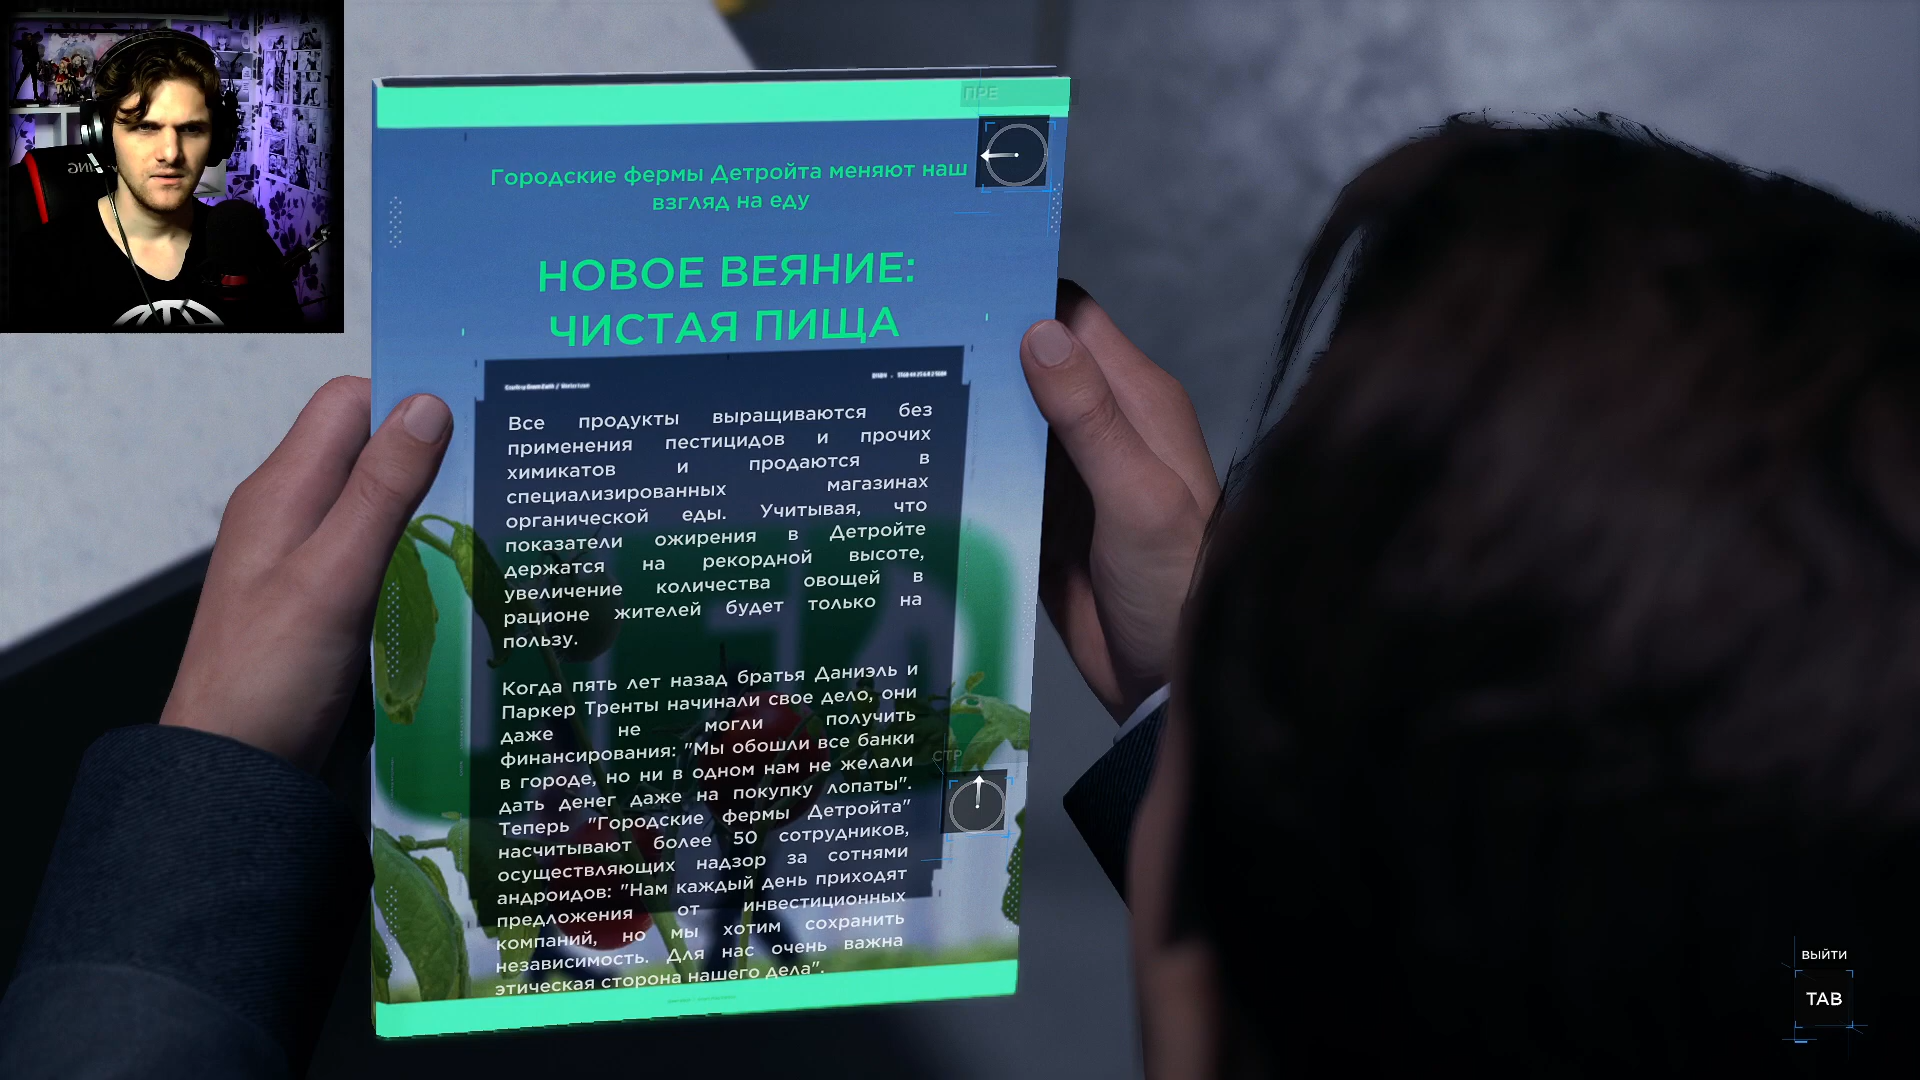 ПРЕ
Городские фермы Детройта меняют наш
взгляд на еду
НОВОЕ ВЕЯНИЕ:
ЧИСТАЯ ПИЩА
Все продукты выращиваются без
применения пестицидов и прочих
химикатов и продаются в
специализированных магазинах
органической еды. Учитывая, что
показатели ожирения в Детройте
держатся на рекордной высоте,
увеличение количества овощей в
рационе жителей будет только на
пользу.
Когда пять лет назад братья Даниэль и
Паркер Тренты начинали свое дело, они
даже не могли получить
финансирования: "Мы обошли все банки
в городе, но ни в одном нам не желали
дать денег даже на покупку лопаты".
Теперь "Городские фермы Детройта"
насчитывают более 50 сотрудников,
осуществляющих надзор за сотнями
андроидов: "Нам каждый день приходят
предложения от инвестиционных
компаний, но мы хотим сохранить
независимость. Для нас очень важна
этическая сторона нашего дела".
СТР
ВЫЙТИ
TAB